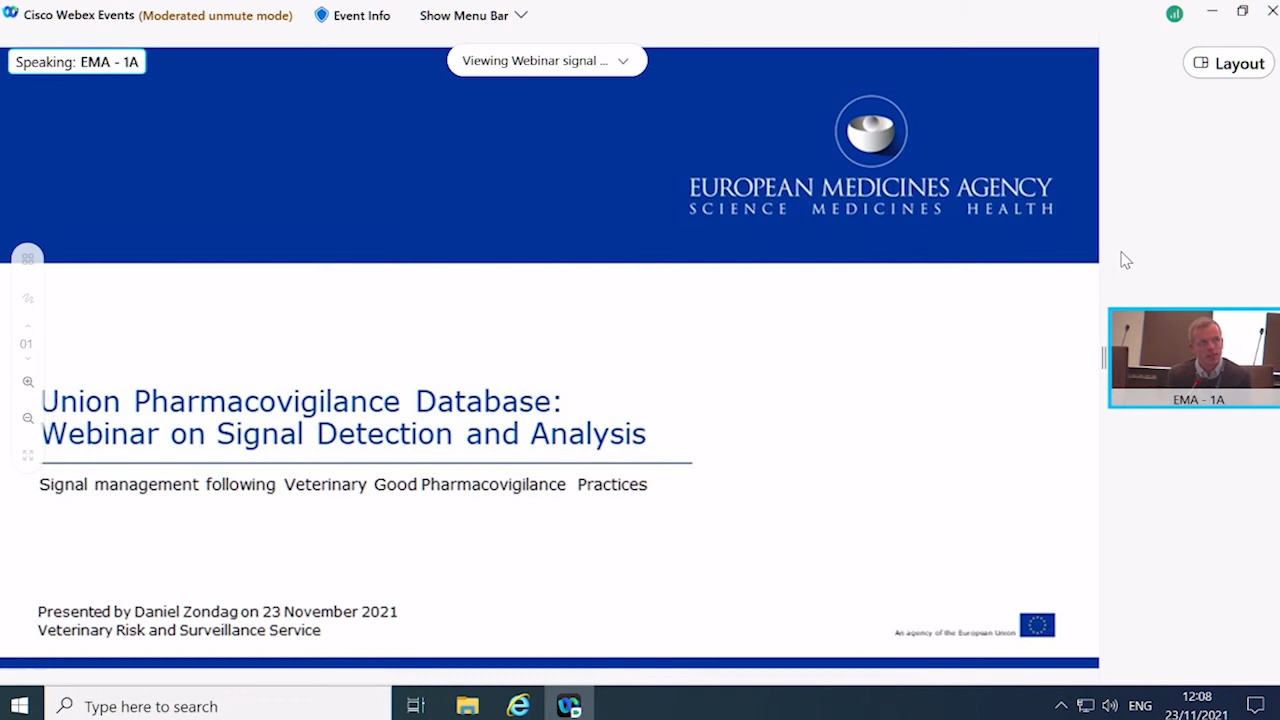 Cisco Webex Events (Moderated unmute mode)
Event Info
Show Menu Bar
Speaking: EMA - 1A
Viewing Webinar signal ...
Layout
EUROPEAN MEDICINES AGENCY
SCIENCE MEDICINES HEALTH
01
EMA - 1A
Union Pharmacovigilance Database:
Webinar on Signal Detection and Analysis
Signal management following Veterinary Good Pharmacovigilance Practices
Presented by Daniel Zondag on 23 November 2021
Veterinary Risk and Surveillance Service
An agency of the European Union
Type here to search
ENG
12:08
23/11/2021